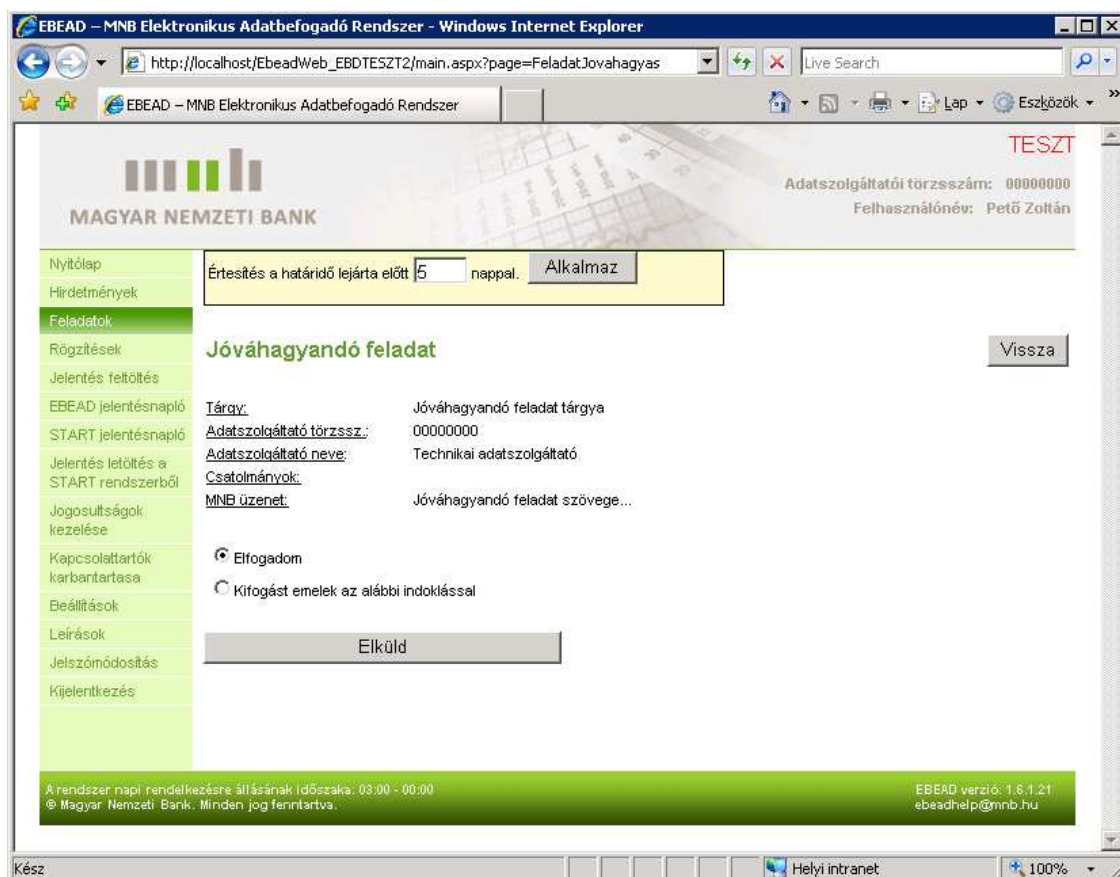 EBEAD – MNB Elektronikus Adatbefogadó Rendszer - Windows Internet Explorer
http://localhost/EbeadWeb_EBDTESZT2/main.aspx?page=FeladatJovahagyas
Live Search
EBEAD – MNB Elektronikus Adatbefogadó Rendszer
Lap
Eszközök
»
TESZT
Adatszolgáltatói törzsszám: 00000000
Felhasználónév: Pető Zoltán
MAGYAR NEMZETI BANK
Értesítés a határidő lejárta előtt 5 nappal. Alkalmaz
Nyitólap
Hirdetmények
Feladatok
Rögzítések
Jelentés feltöltés
EBEAD jelentésnapló
START jelentésnapló
Jelentés letöltés a
START rendszerből
Jogosultságok
kezelése
Kapcsolattartók
karbantartasa
Beállítások
Leírások
Jelszómódosítás
Kijelentkezés
Jóváhagyandó feladat
Vissza
Tárgy: Jóváhagyandó feladat tárgya
Adatszolgáltató törzssz.: 00000000
Adatszolgáltató neve: Technikai adatszolgáltató
Csatolmányok:
MNB üzenet: Jóváhagyandó feladat szövege...
Elfogadom
Kifogást emelek az alábbi indoklással
Elküld
A rendszer napi rendelkezésre állásának időszaka: 03:00 - 00:00
© Magyar Nemzeti Bank. Minden jog fenntartva.
EBEAD verzió: 1.6.1.21
ebeadhelp@mnb.hu
Kész
Helyi intranet
100%